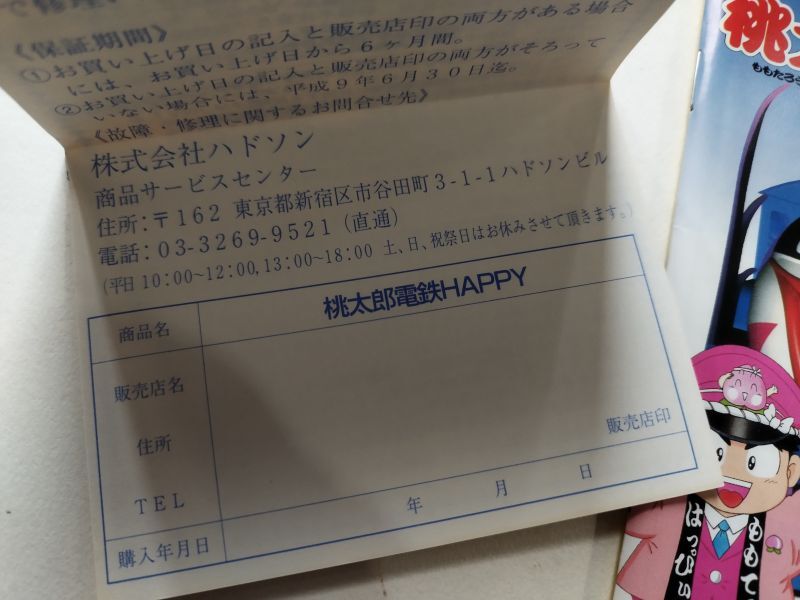 で修理
《保証期間》
①お買い上げ日の記入と販売店印の両方がある場合
には、お買い上げ日から6ヶ月間。
②お買い上げ日の記入と販売店印の両方がそろって
いない場合には、平成9年6月30日迄。
《故障・修理に関するお問合せ先》
株式会社ハドソン
商品サービスセンター
住所：〒162 東京都新宿区市谷田町3-1-1ハドソンビル
電話：03-3269-9521（直通）
(平日10:00〜12:00,13:00〜18:00 土、日、祝祭日はお休みさせて頂きます。)
商品名
桃太郎電鉄HAPPY
販売店名
住所
販売店印
TEL
購入年月日
年 月 日
桃
ももたろう
ももて
はっぴぃ